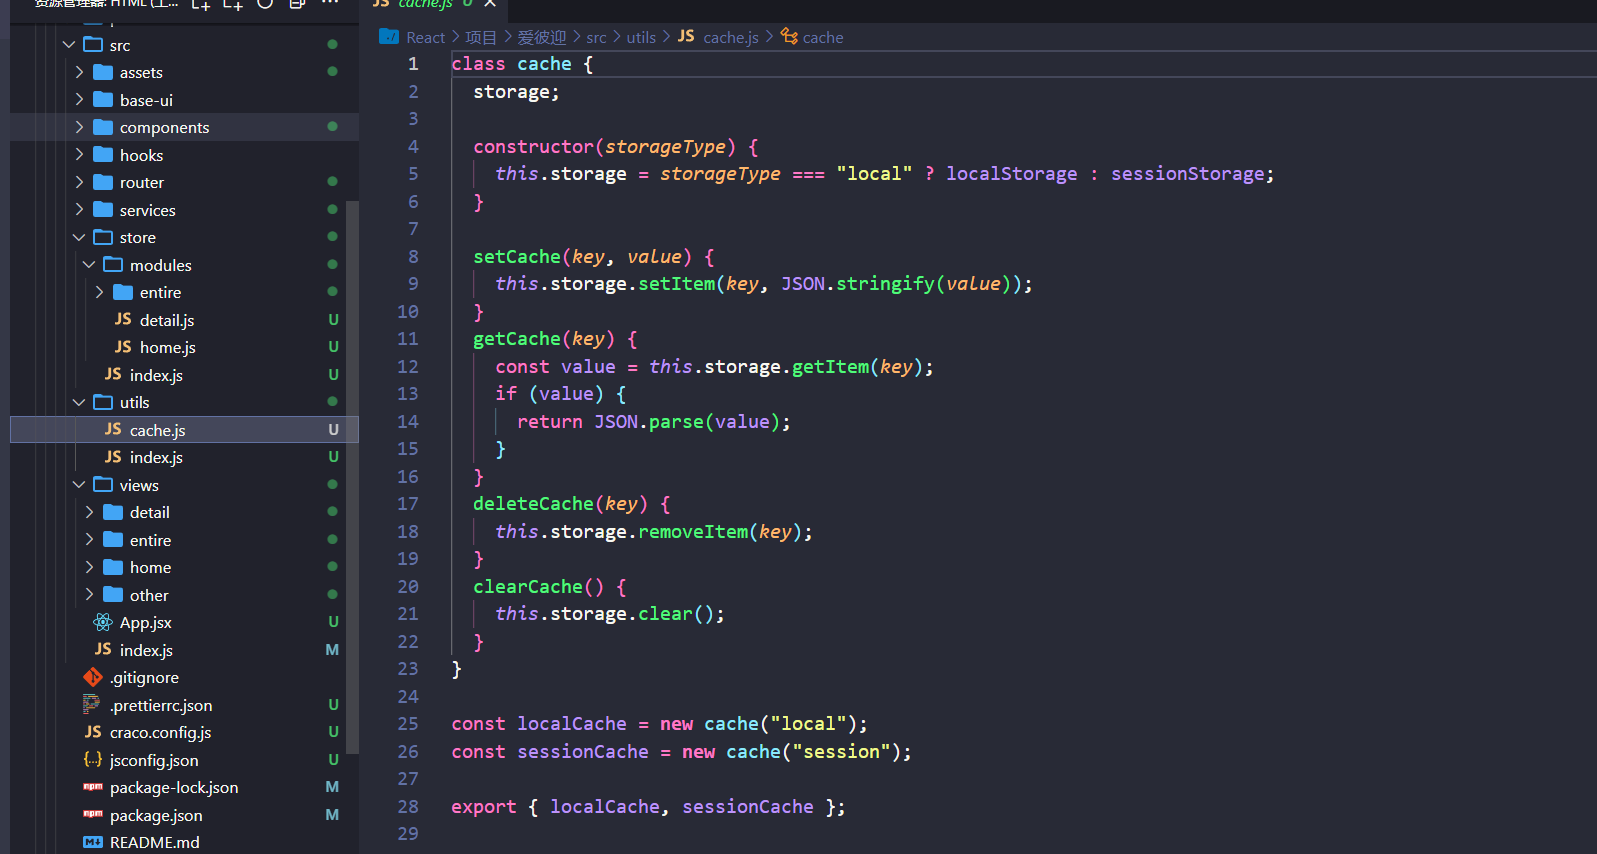 资源管理器: HTML (工...
src
assets
base-ui
components
hooks
router
services
store
modules
entire
JS detail.js U
JS home.js U
JS index.js U
utils
JS cache.js U
JS index.js U
views
detail
entire
home
other
App.jsx U
JS index.js M
.gitignore
.prettierrc.json U
JS craco.config.js U
{..} jsconfig.json U
npm package-lock.json M
npm package.json M
M README.md
JS cache.js U
React > 项目 > 爱彼迎 > src > utils > JS cache.js > cache
1 class cache {
2 storage;
3
4 constructor(storageType) {
5 this.storage = storageType === "local" ? localStorage : sessionStorage;
6 }
7
8 setCache(key, value) {
9 this.storage.setItem(key, JSON.stringify(value));
10 }
11 getCache(key) {
12 const value = this.storage.getItem(key);
13 if (value) {
14 return JSON.parse(value);
15 }
16 }
17 deleteCache(key) {
18 this.storage.removeItem(key);
19 }
20 clearCache() {
21 this.storage.clear();
22 }
23 }
24
25 const localCache = new cache("local");
26 const sessionCache = new cache("session");
27
28 export { localCache, sessionCache };
29